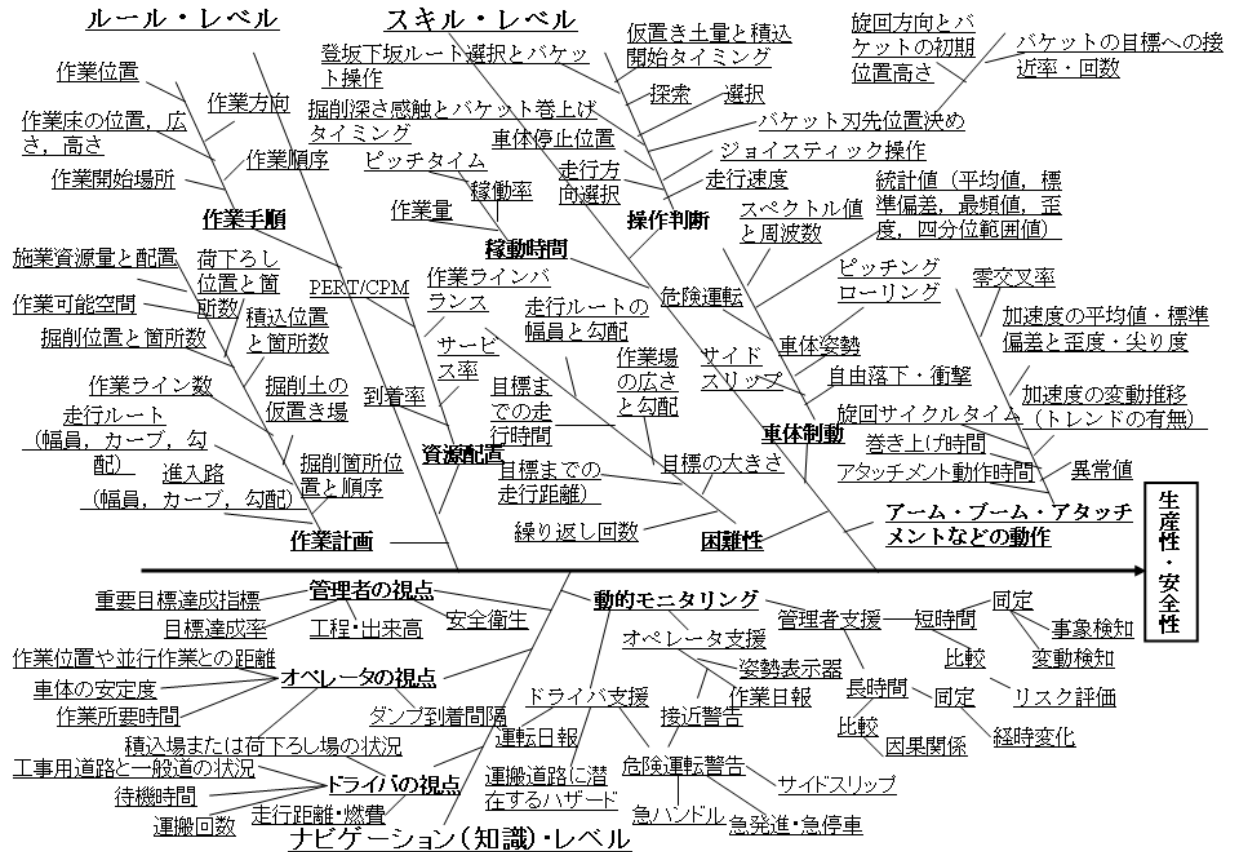 ルール・レベル
スキル・レベル
作業位置
作業方向
作業床の位置，広
さ，高さ
作業順序
作業開始場所
作業手順
登坂下坂ルート選択とバケッ
ト操作
掘削深さ感触とバケット巻上げ
タイミング
車体停止位置
走行方
向選択
仮置き土量と積込
開始タイミング
探索
選択
バケット刃先位置決め
ジョイスティック操作
走行速度
操作判断
旋回方向とバ
ケットの初期
位置高さ
バケットの目標への接
近率・回数
ピッチタイム
稼働率
作業量
稼動時間
スペクトル値
と周波数
統計値（平均値，標
準偏差，最頻値，歪
度，四分位範囲値）
危険運転
ピッチング
ローリング
車体姿勢
サイド
スリップ
自由落下・衝撃
車体制動
零交叉率
加速度の平均値・標準
偏差と歪度・尖り度
加速度の変動推移
（トレンドの有無）
旋回サイクルタイム
巻き上げ時間
アタッチメント動作時間
異常値
アーム・ブーム・アタッチ
メントなどの動作
施業資源量と配置
荷下ろし
位置と箇
所数
作業可能空間
積込位置
と箇所数
掘削位置と箇所数
作業ライン数
掘削土の
仮置き場
走行ルート
（幅員，カーブ，勾
配）
進入路
（幅員，カーブ，勾配）
掘削箇所位
置と順序
作業計画
PERT/CPM
作業ラインバ
ランス
サービ
ス率
到着率
資源配置
走行ルートの
幅員と勾配
作業場
の広さ
と勾配
目標ま
での走
行時間
目標までの
走行距離）
目標の大きさ
繰り返し回数
困難性
生産性・安全性
管理者の視点
重要目標達成指標
目標達成率
工程・出来高
安全衛生
作業位置や並行作業との距離
オペレータの視点
車体の安定度
作業所要時間
ダンプ到着間隔
積込場または荷下ろし場の状況
工事用道路と一般道の状況
ドライバの視点
待機時間
運搬回数
走行距離・燃費
ナビゲーション（知識）・レベル
動的モニタリング
オペレータ支援
姿勢表示器
作業日報
接近警告
ドライバ支援
運転日報
運搬道路に潜
在するハザード
危険運転警告
サイドスリップ
急ハンドル
急発進・急停車
管理者支援
短時間
同定
事象検知
変動検知
比較
リスク評価
長時間
同定
経時変化
比較
因果関係